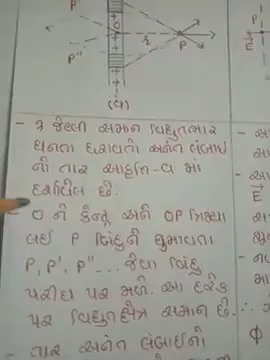 P'
O
r
P
P''
(વ)
- λ જેટલી સમાન વિદ્યુતભાર
ઘનતા ધરાવતો અનંત લંબાઈ
નો તાર આકૃતિ-વ માં
દર્શાવેલ છે.
- O ને કેન્દ્ર અને OP ત્રિજ્યા
લઈ P બિંદુને ઘુમાવતા
P, P', P''... જેવા બિંદુ
પરીઘ પર મળે. આ દરેક
પર વિદ્યુતક્ષેત્ર સમાન છે.
- તાર અનંત લંબાઈનો
P
E
E
ϕ